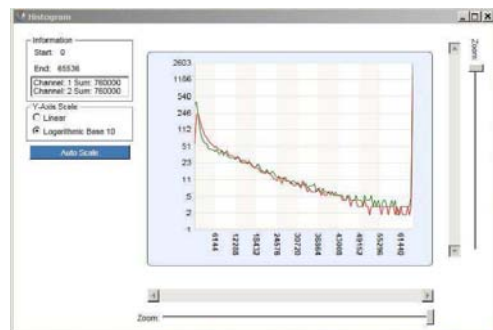 Histogram
Information
Start: 0
End: 65536
Channel: 1 Sum: 760000
Channel: 2 Sum: 760000
Y-Axis Scale
Linear
Logarithmic Base 10
Auto Scale
2603
1186
540
246
112
51
23
11
5
2
1
6144
12288
18432
24576
30720
36864
43008
49152
55296
61440
Zoom:
Zoom: